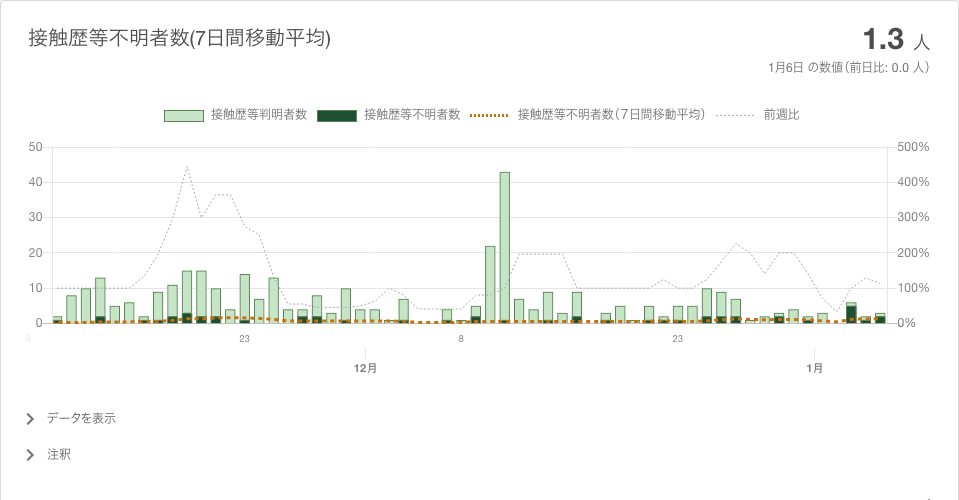 接触歴等不明者数(7日間移動平均)
1.3 人
1月6日 の数値（前日比: 0.0 人）
接触歴等判明者数 接触歴等不明者数 接触歴等不明者数（7日間移動平均） 前週比
50 500%
40 400%
30 300%
20 200%
10 100%
0 0%
23 8 23
12月 1月
データを表示
注釈